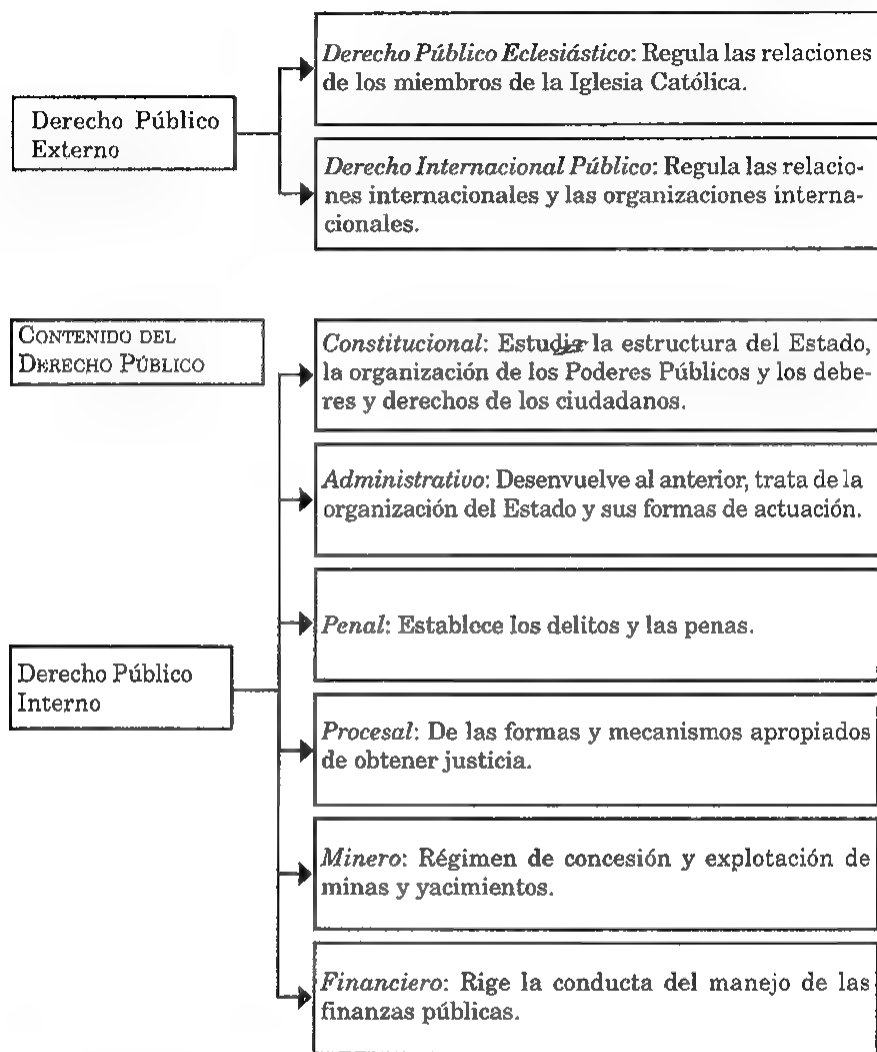 Derecho Público
Externo
Derecho Público Eclesiástico: Regula las relaciones
de los miembros de la Iglesia Católica.
Derecho Internacional Público: Regula las relacio-
nes internacionales y las organizaciones interna-
cionales.
CONTENIDO DEL
DERECHO PÚBLICO
Constitucional: Estudia la estructura del Estado,
la organización de los Poderes Públicos y los debe-
res y derechos de los ciudadanos.
Administrativo: Desenvuelve al anterior, trata de la
organización del Estado y sus formas de actuación.
Penal: Establece los delitos y las penas.
Derecho Público
Interno
Procesal: De las formas y mecanismos apropiados
de obtener justicia.
Minero: Régimen de concesión y explotación de
minas y yacimientos.
Financiero: Rige la conducta del manejo de las
finanzas públicas.